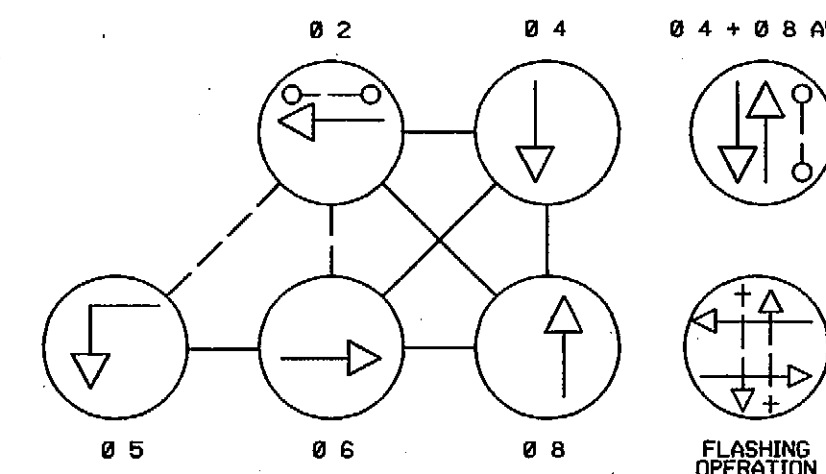 Ø 2
Ø 4
Ø 4 + Ø 8
Ø 5
Ø 6
Ø 8
FLASHING
OPERATION